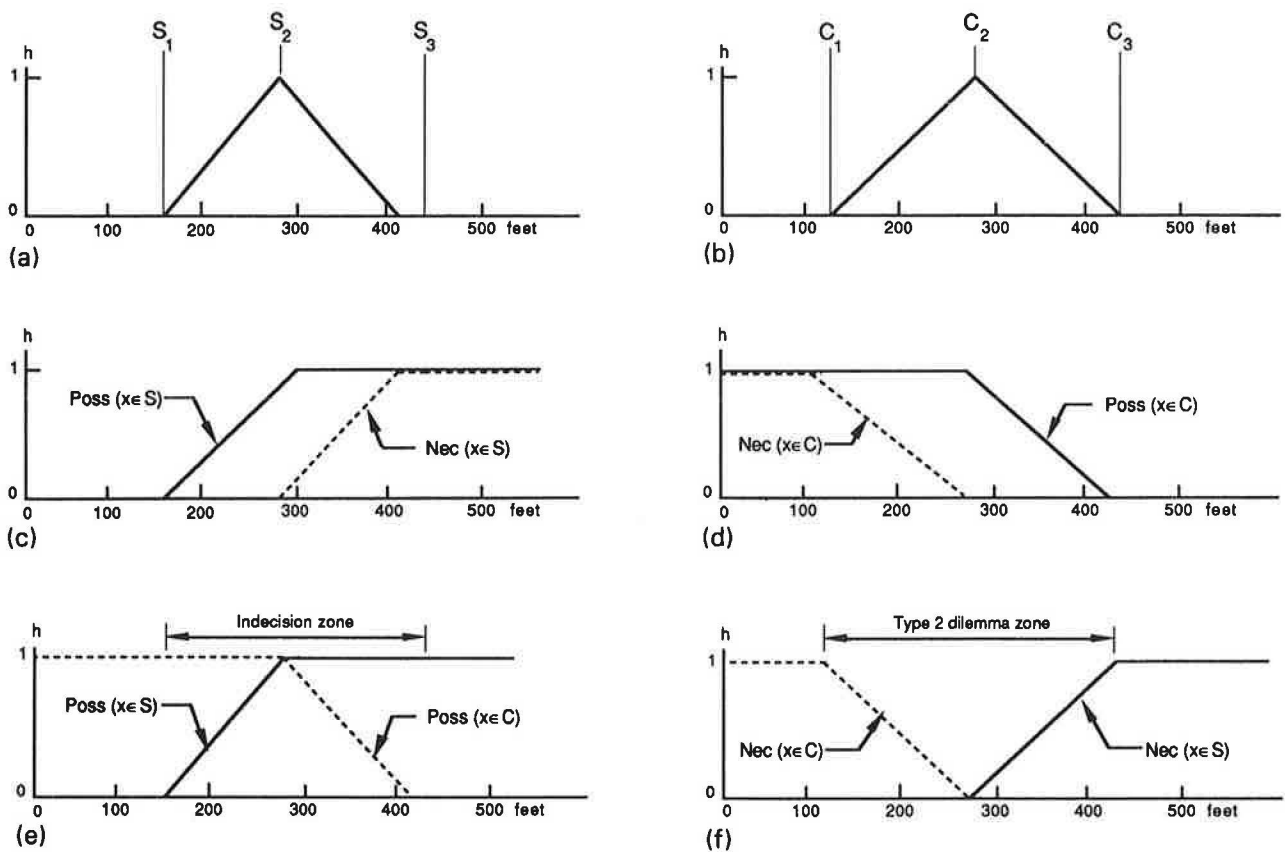 S1 S2 S3
h
1
0
0 100 200 300 400 500 feet
(a)
C1 C2 C3
h
1
0
0 100 200 300 400 500 feet
(b)
h
1
Poss (x∈S)
Nec (x∈S)
0
0 100 200 300 400 500 feet
(c)
h
1
Poss (x∈C)
Nec (x∈C)
0
0 100 200 300 400 500 feet
(d)
Indecision zone
h
1
Poss (x∈S)
Poss (x∈C)
0
0 100 200 300 400 500 feet
(e)
Type 2 dilemma zone
h
1
Nec (x∈C)
Nec (x∈S)
0
0 100 200 300 400 500 feet
(f)